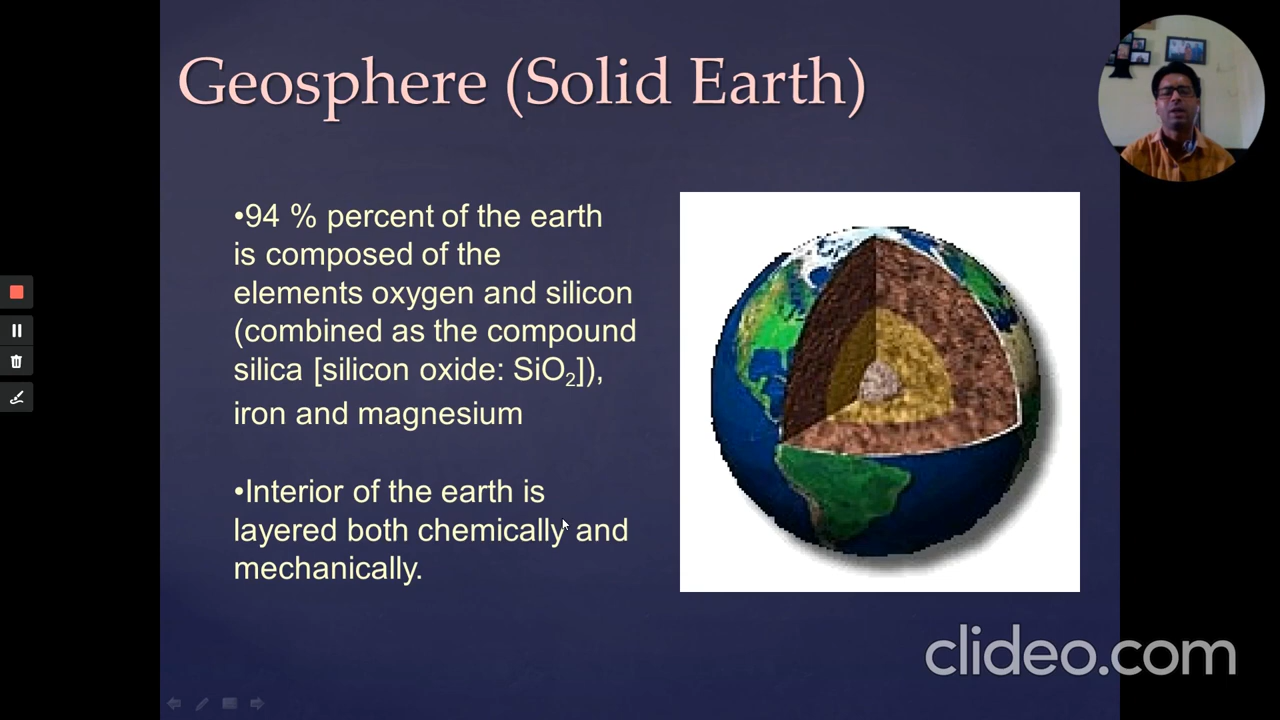 Geosphere (Solid Earth)
•94 % percent of the earth
is composed of the
elements oxygen and silicon
(combined as the compound
silica [silicon oxide: SiO₂]),
iron and magnesium
•Interior of the earth is
layered both chemically and
mechanically.
clideo.com